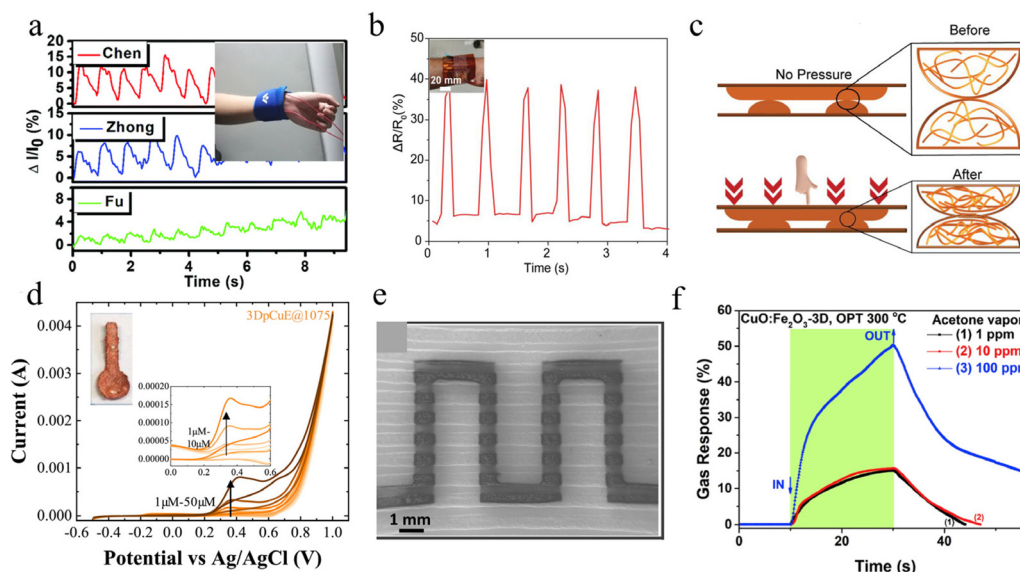 a
Chen
Zhong
Fu
Δ I/I0 (%)
20
15
10
5
0
15
10
5
0
8
4
0
0
2
4
6
8
Time (s)
b
20 mm
ΔR/R0(%)
50
40
30
20
10
0
0
1
2
3
4
Time (s)
c
No Pressure
Before
After
d
3DpCuE@1075
Current (A)
0.004
0.003
0.002
0.001
0.000
0.00020
0.00015
0.00010
0.00005
0.00000
1µM-
10µM
0.0 0.2 0.4 0.6
1µM-50µM
-0.6 -0.4 -0.2 0.0 0.2 0.4 0.6 0.8 1.0
Potential vs Ag/AgCl (V)
e
1 mm
f
CuO:Fe2O3-3D, OPT 300 °C
Acetone vapor
(1) 1 ppm
(2) 10 ppm
(3) 100 ppm
OUT
IN
(1)
(2)
Gas Response (%)
60
50
40
30
20
10
0
0 20 40
Time (s)